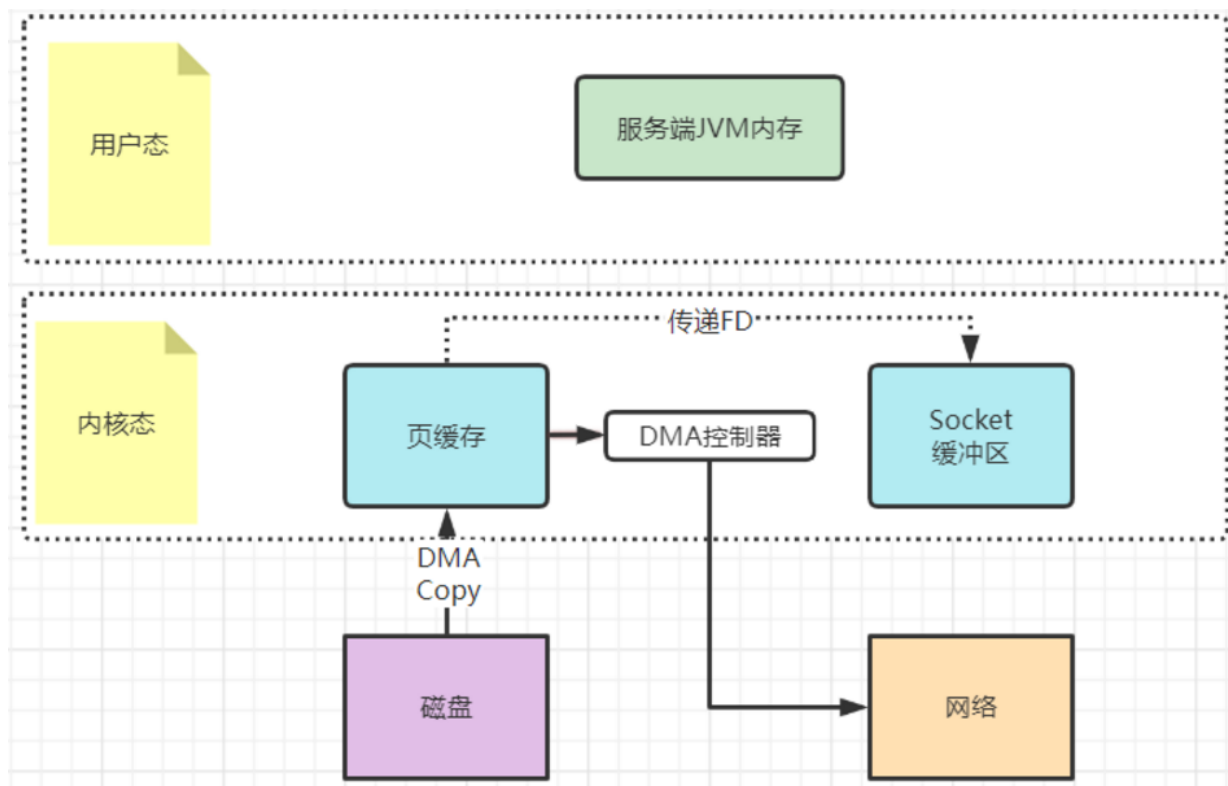 用户态
服务端JVM内存
传递FD
内核态
页缓存
DMA控制器
Socket
缓冲区
DMA
Copy
磁盘
网络